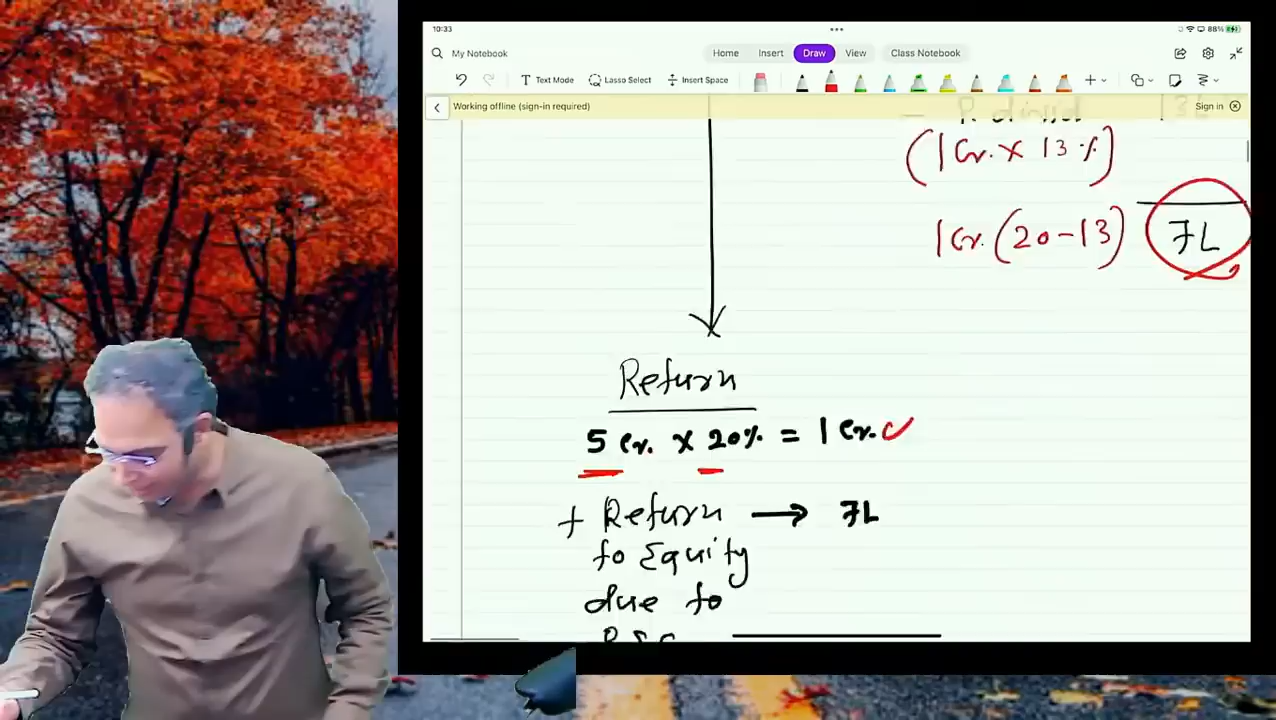 10:33
88%
My Notebook
Home Insert Draw View Class Notebook
Text Mode Lasso Select Insert Space
Working offline (sign-in required) Sign in
(1 Cr. x 13%)
1 Cr. (20-13) 7L
Return
5 Cr. x 20% = 1 Cr.
+ Return → 7L
to Equity
due to